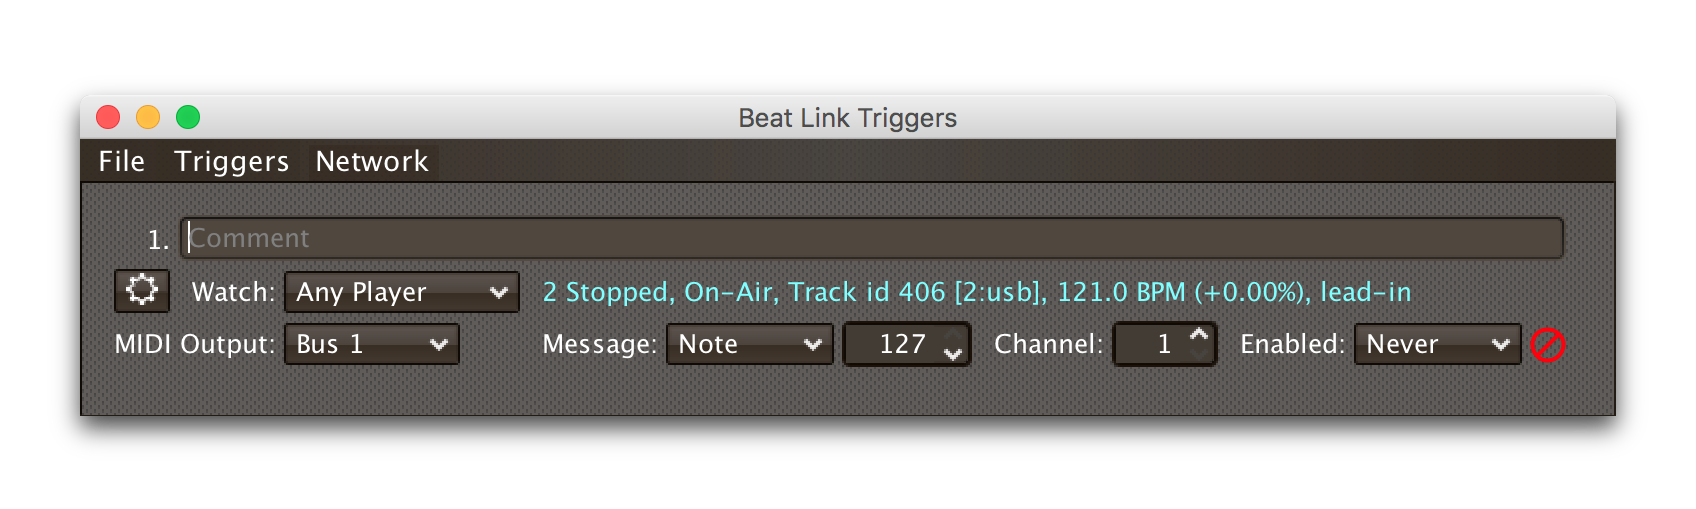 Beat Link Triggers
File Triggers Network
1. Comment
Watch: Any Player 2 Stopped, On-Air, Track id 406 [2:usb], 121.0 BPM (+0.00%), lead-in
MIDI Output: Bus 1 Message: Note 127 Channel: 1 Enabled: Never